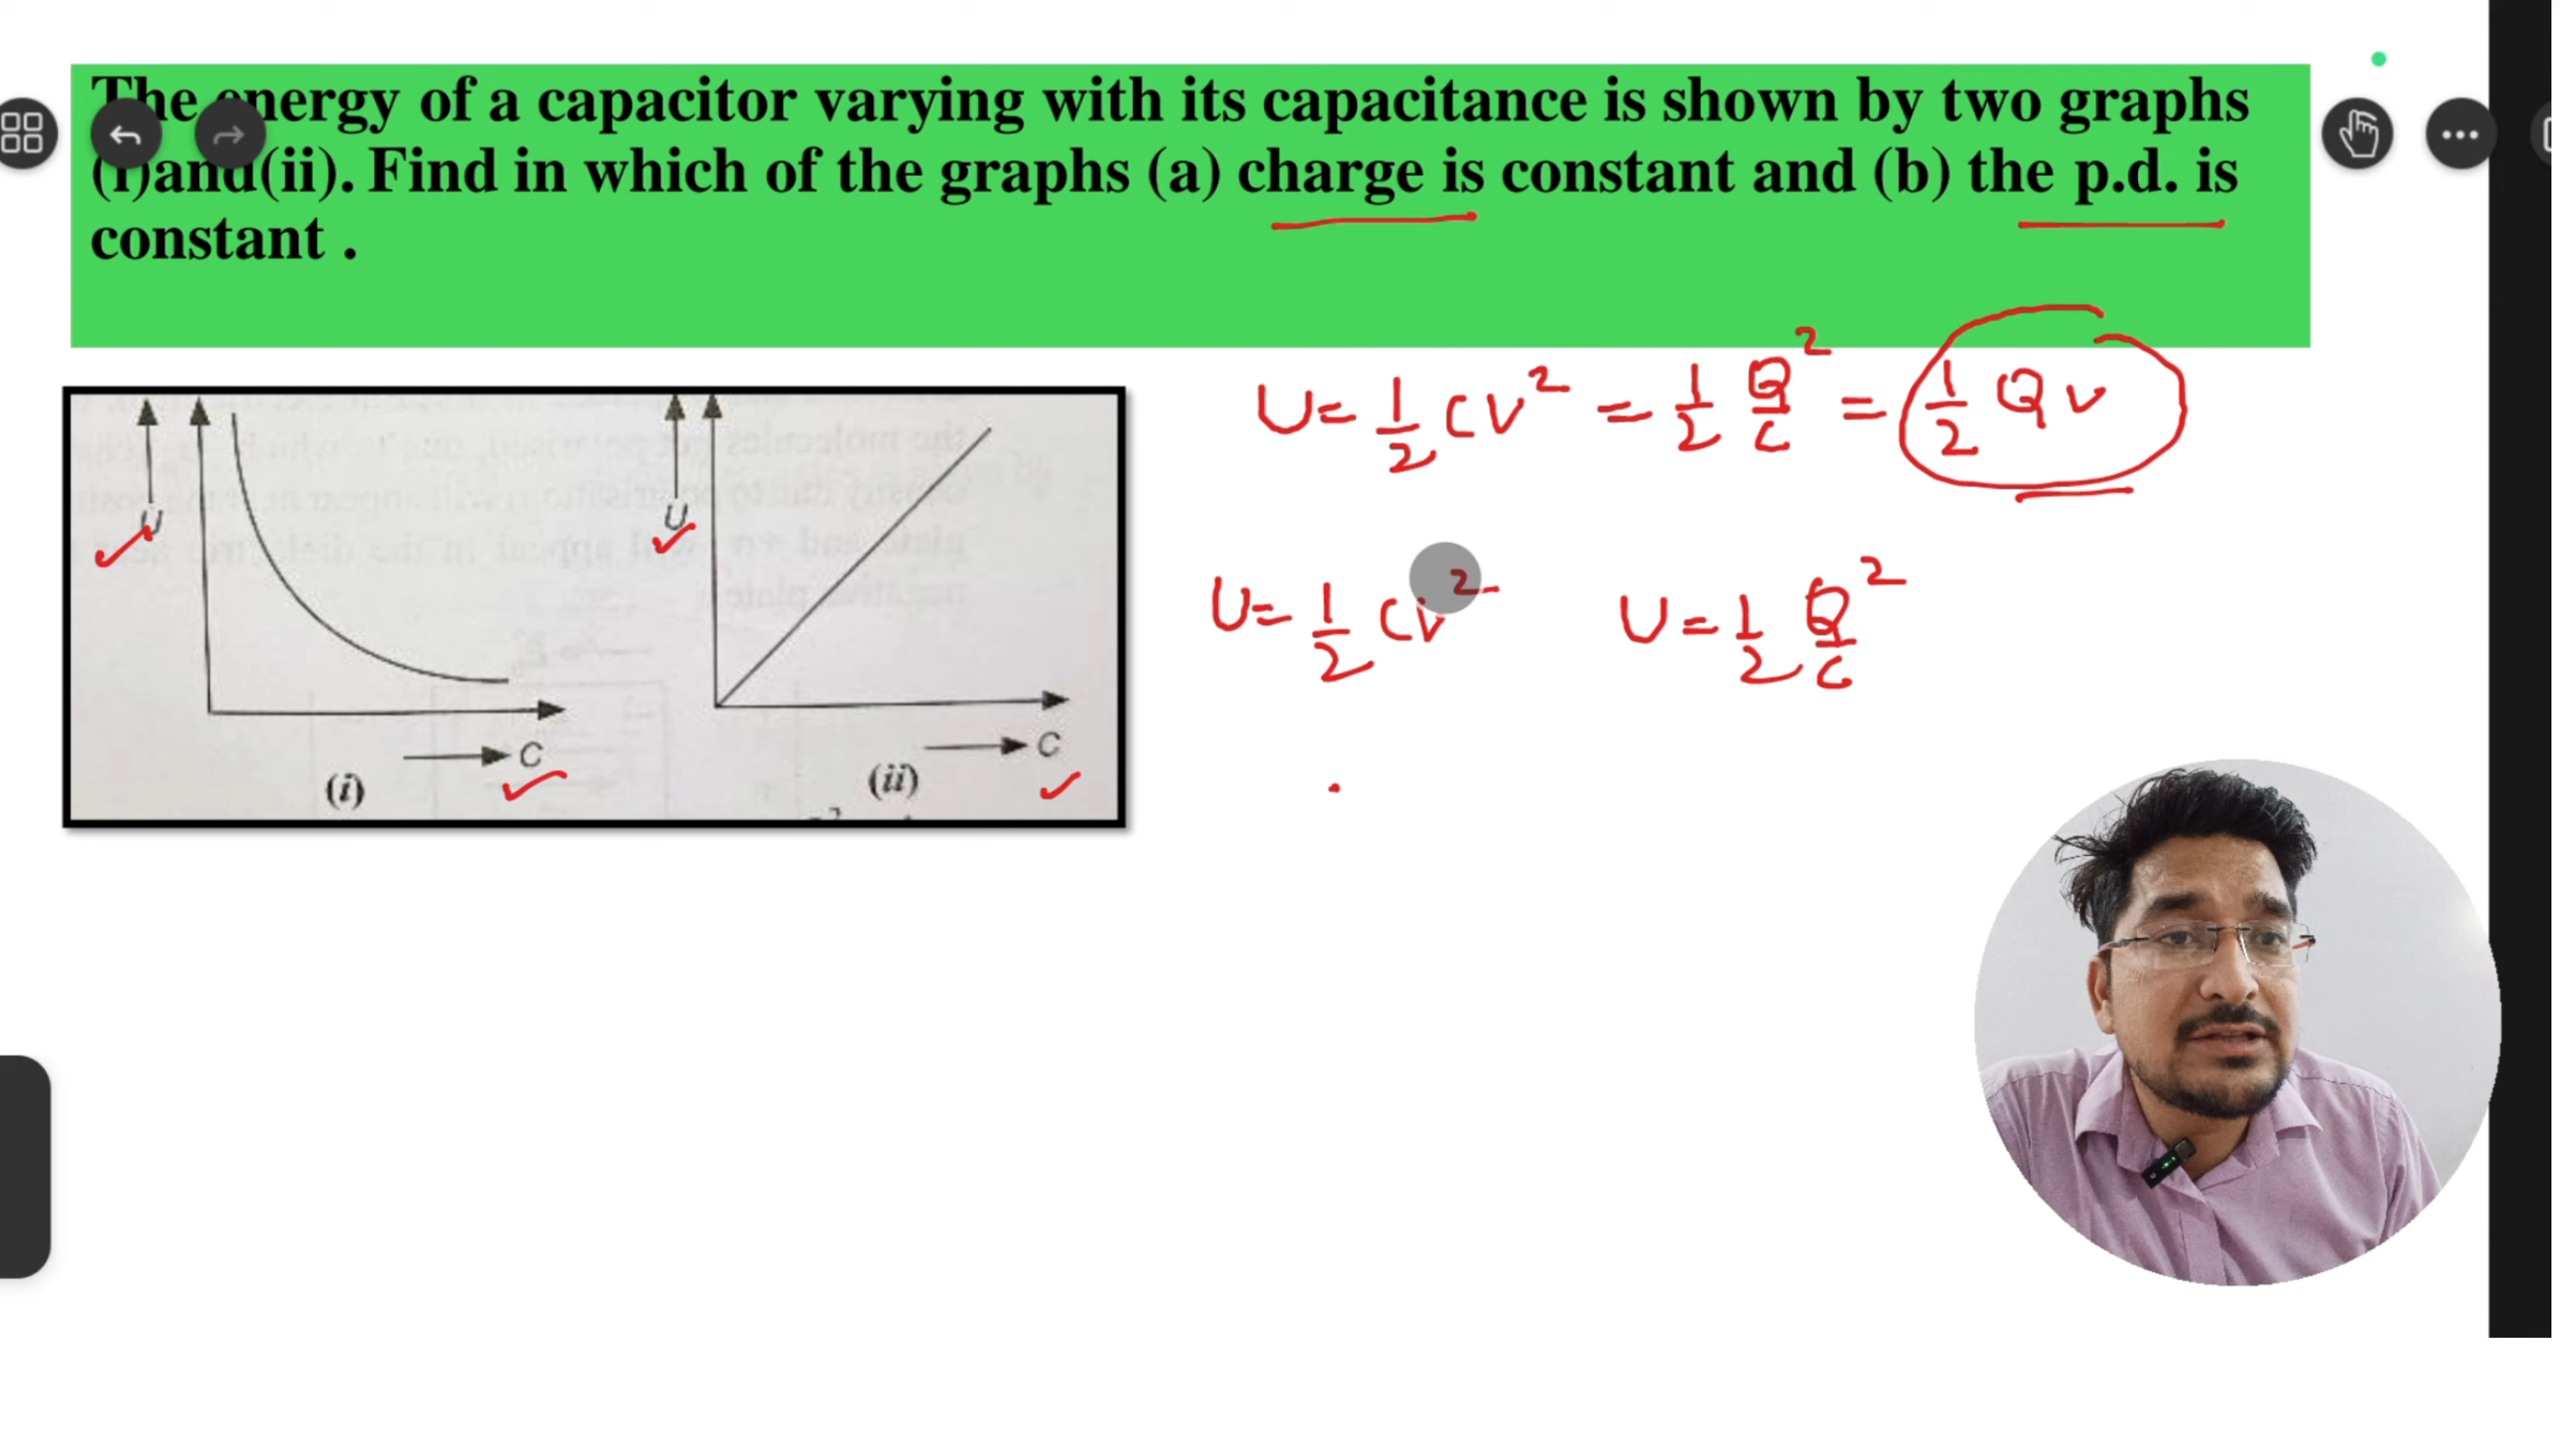 The energy of a capacitor varying with its capacitance is shown by two graphs
(i)and(ii). Find in which of the graphs (a) charge is constant and (b) the p.d. is
constant .
U = 1/2 CV² = 1/2 Q²/C = 1/2 QV
U = 1/2 CV² U = 1/2 Q²/C
U
U
C
C
(i)
(ii)